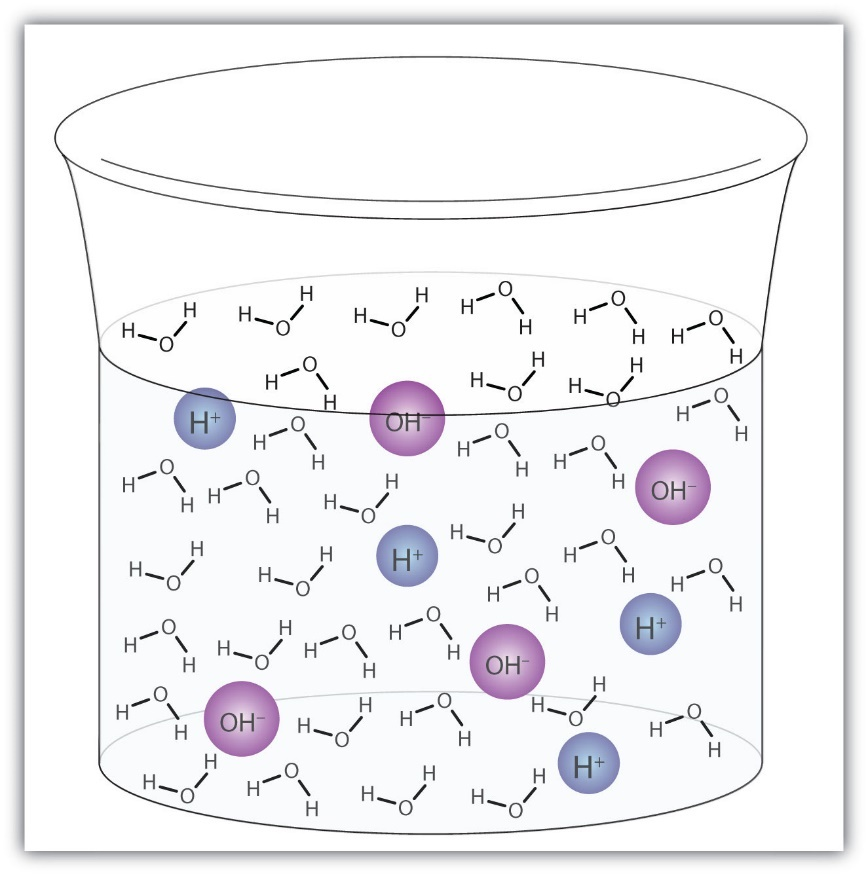 H O H H O H H O H H O H H O H H O H
H O H H O H H O H H O H
H⁺ H O H OH⁻ H O H H O H
H O H H O H H O H OH⁻
H⁺ H O H H O H
H O H H O H H O H H O H
H O H H O H H O H H O H OH⁻ H⁺
H O H OH⁻ H O H H O H H O H H O H
H O H H O H H O H H O H H⁺